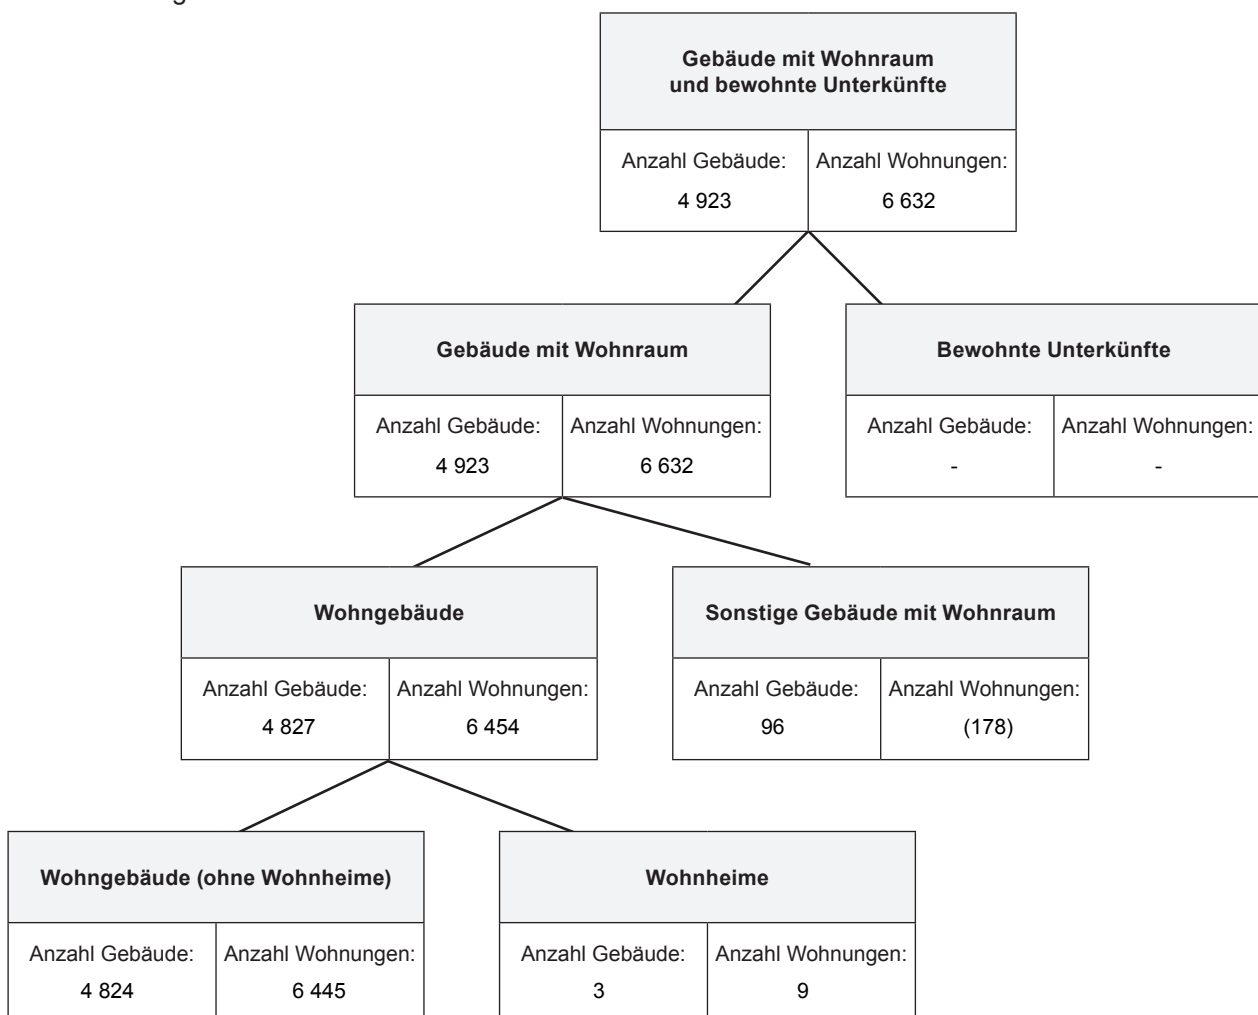 Gebäude mit Wohnraum
und bewohnte Unterkünfte
Anzahl Gebäude: Anzahl Wohnungen:
4 923 6 632
Gebäude mit Wohnraum
Anzahl Gebäude: Anzahl Wohnungen:
4 923 6 632
Bewohnte Unterkünfte
Anzahl Gebäude: Anzahl Wohnungen:
- -
Wohngebäude
Anzahl Gebäude: Anzahl Wohnungen:
4 827 6 454
Sonstige Gebäude mit Wohnraum
Anzahl Gebäude: Anzahl Wohnungen:
96 (178)
Wohngebäude (ohne Wohnheime)
Anzahl Gebäude: Anzahl Wohnungen:
4 824 6 445
Wohnheime
Anzahl Gebäude: Anzahl Wohnungen:
3 9